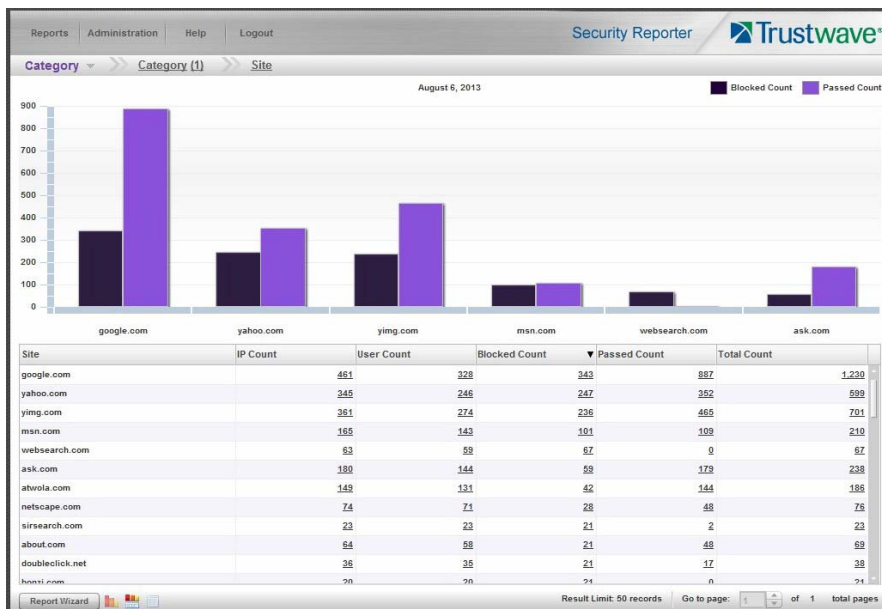 Reports Administration Help Logout Security Reporter Trustwave®
Category Category (1) Site
August 6, 2013 Blocked Count Passed Count
900
800
700
600
500
400
300
200
100
0
google.com yahoo.com yimg.com msn.com websearch.com ask.com
Site IP Count User Count Blocked Count ▼ Passed Count Total Count
google.com 461 328 343 887 1,230
yahoo.com 345 246 247 352 599
yimg.com 361 274 236 465 701
msn.com 165 143 101 109 210
websearch.com 63 59 67 0 67
ask.com 180 144 59 179 238
atwola.com 149 131 42 144 186
netscape.com 74 71 28 48 76
sirsearch.com 23 23 21 2 23
about.com 64 58 21 48 69
doubleclick.net 36 35 21 17 38
20 20 21 0 21
Report Wizard Result Limit: 50 records Go to page: 1 of 1 total pages